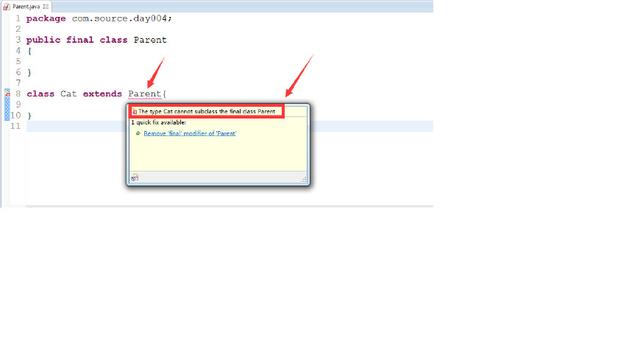 Parent.java
1 package com.source.day004;
2
3 public final class Parent
4 {
5
6 }
7
8 class Cat extends Parent{
9
10 }
11
The type Cat cannot subclass the final class Parent
1 quick fix available:
Remove 'final' modifier of 'Parent'